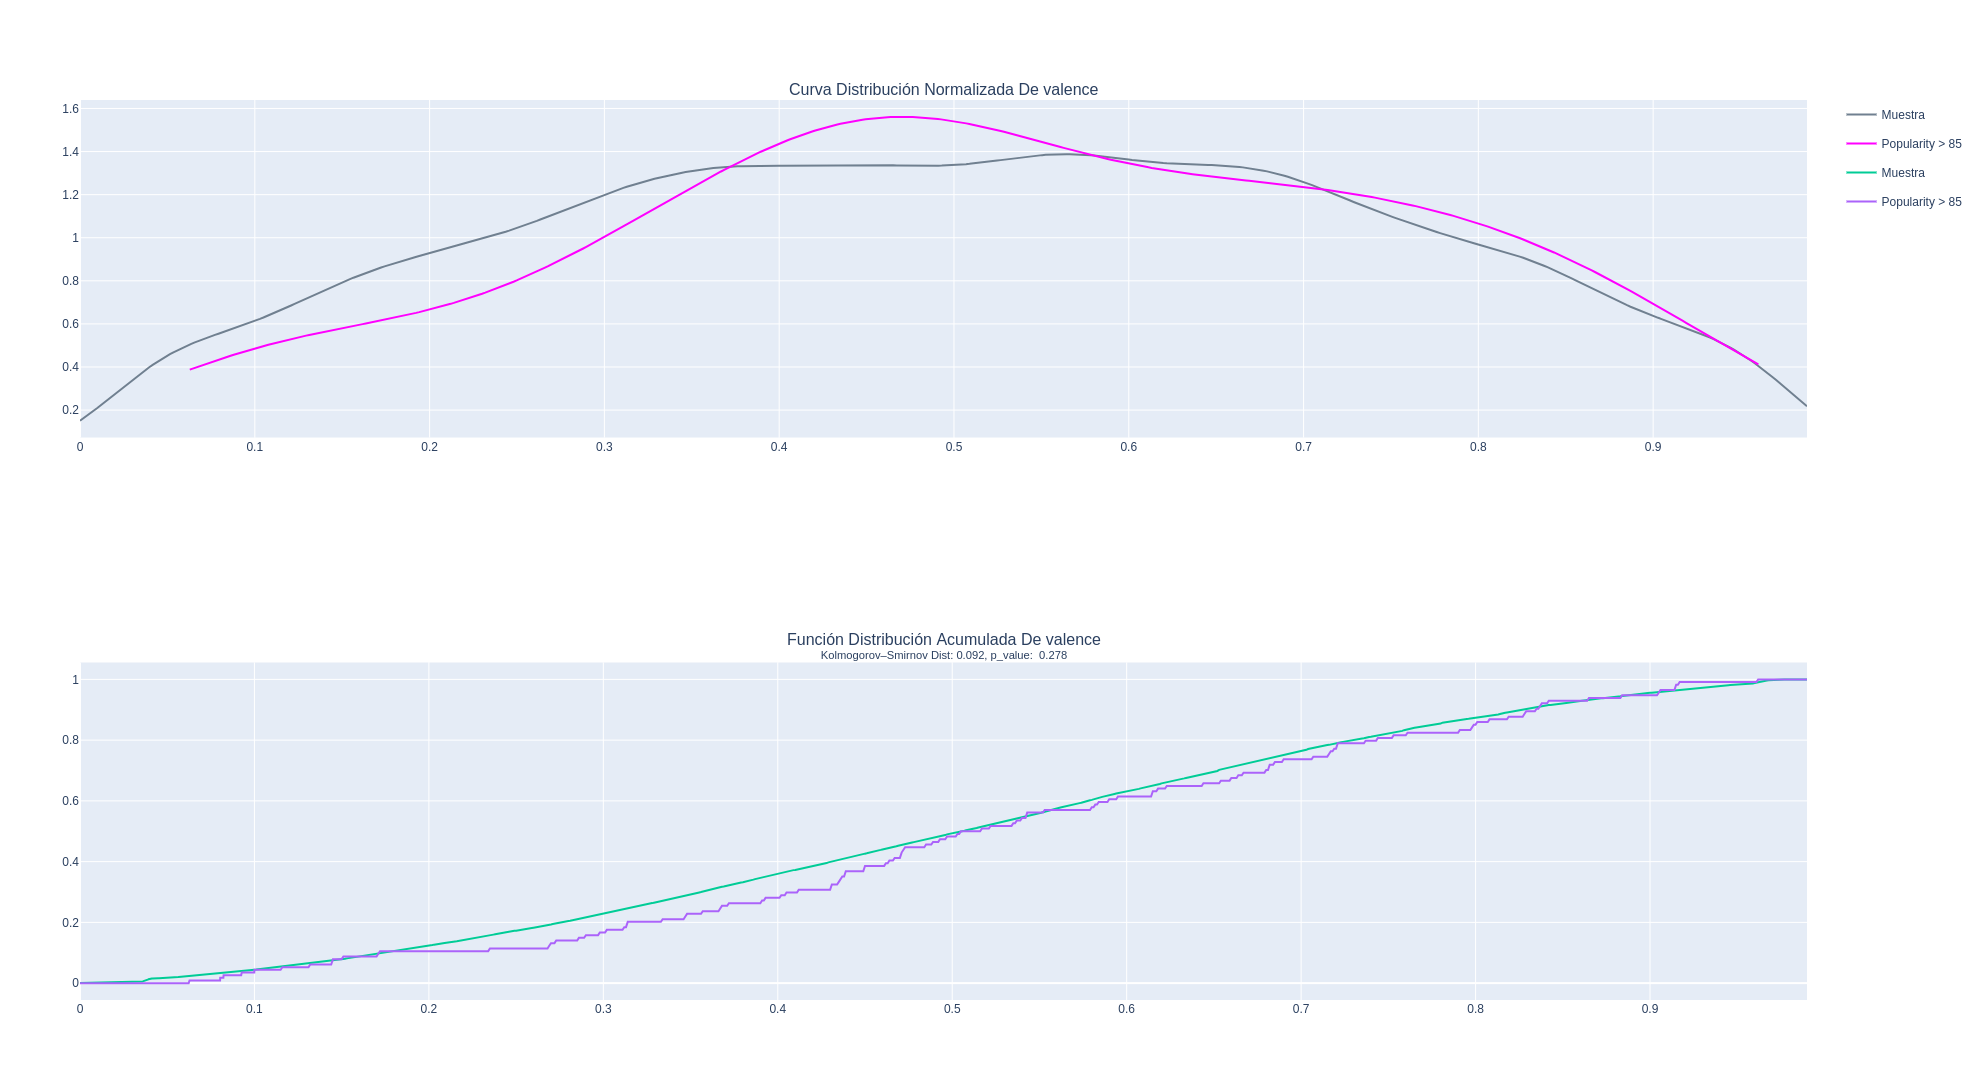 Curva Distribución Normalizada De valence
1.6
1.4
1.2
1
0.8
0.6
0.4
0.2
0 0.1 0.2 0.3 0.4 0.5 0.6 0.7 0.8 0.9
Muestra
Popularity > 85
Muestra
Popularity > 85
Función Distribución Acumulada De valence
Kolmogorov–Smirnov Dist: 0.092, p_value:  0.278
1
0.8
0.6
0.4
0.2
0
0 0.1 0.2 0.3 0.4 0.5 0.6 0.7 0.8 0.9